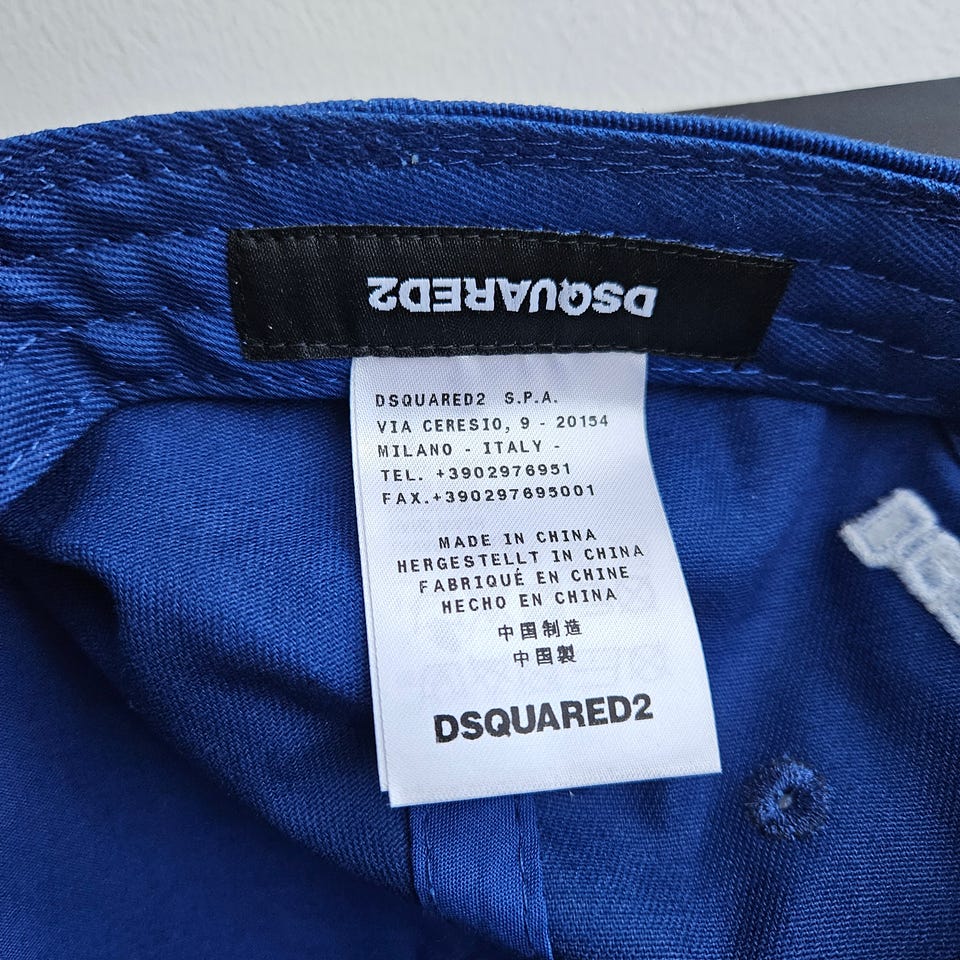 DSQUARED2
DSQUARED2 S.P.A.
VIA CERESIO, 9 - 20154
MILANO - ITALY -
TEL. +3902976951
FAX.+390297695001
MADE IN CHINA
HERGESTELLT IN CHINA
FABRIQUÉ EN CHINE
HECHO EN CHINA
中国制造
中国製
DSQUARED2